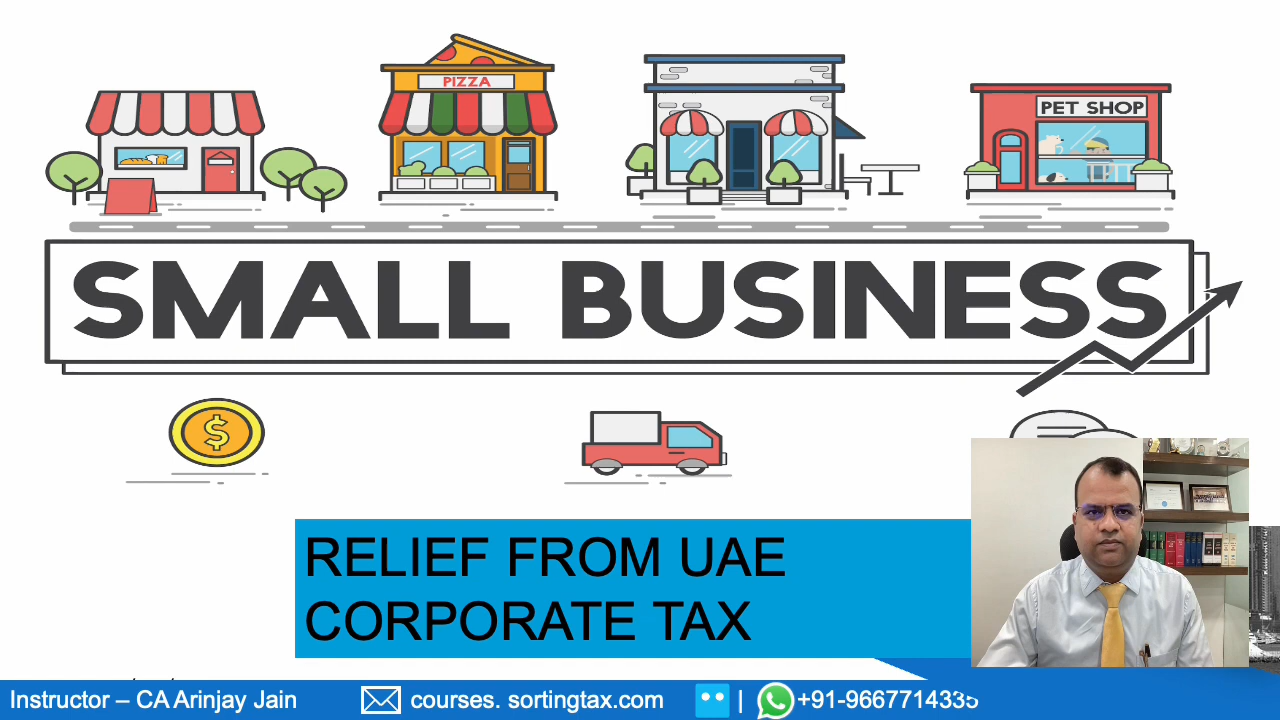 PIZZA
PET SHOP
SMALL BUSINESS
RELIEF FROM UAE
CORPORATE TAX
Instructor – CA Arinjay Jain
courses. sortingtax.com
|
+91-9667714335